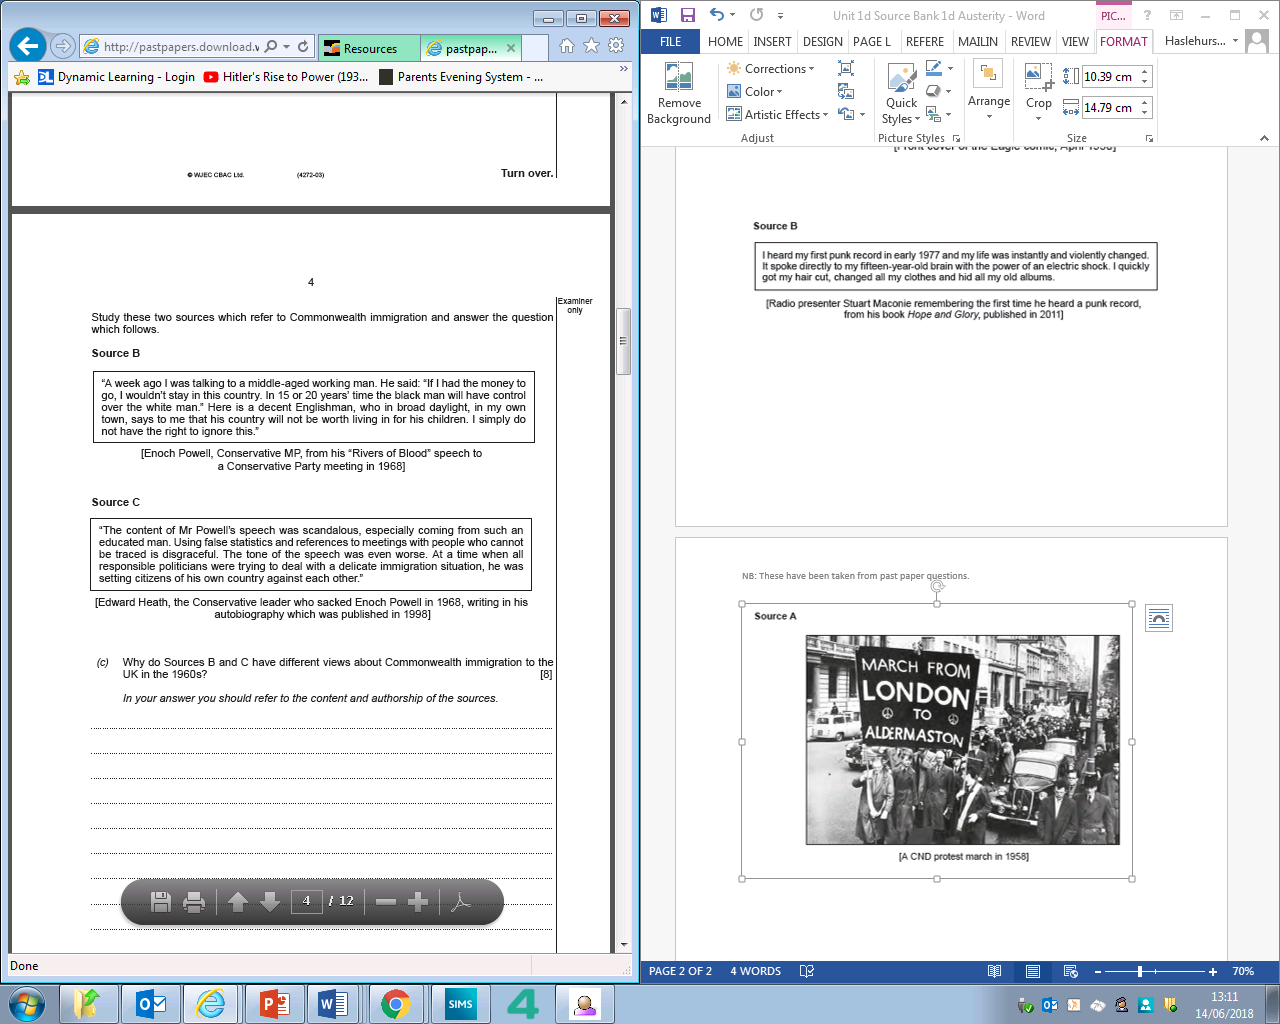 http://pastpapers.download.w
Resources
pastpap...
Dynamic Learning - Login
Hitler's Rise to Power (193...
Parents Evening System - ...
© WJEC CBAC Ltd.
(4272-03)
Turn over.
4
Examiner
only
Study these two sources which refer to Commonwealth immigration and answer the question
which follows.
Source B
“A week ago I was talking to a middle-aged working man. He said: “If I had the money to
go, I wouldn't stay in this country. In 15 or 20 years' time the black man will have control
over the white man.” Here is a decent Englishman, who in broad daylight, in my own
town, says to me that his country will not be worth living in for his children. I simply do
not have the right to ignore this.”
[Enoch Powell, Conservative MP, from his “Rivers of Blood” speech to
a Conservative Party meeting in 1968]
Source C
“The content of Mr Powell's speech was scandalous, especially coming from such an
educated man. Using false statistics and references to meetings with people who cannot
be traced is disgraceful. The tone of the speech was even worse. At a time when all
responsible politicians were trying to deal with a delicate immigration situation, he was
setting citizens of his own country against each other.”
[Edward Heath, the Conservative leader who sacked Enoch Powell in 1968, writing in his
autobiography which was published in 1998]
(c) Why do Sources B and C have different views about Commonwealth immigration to the
UK in the 1960s? [8]
In your answer you should refer to the content and authorship of the sources.
4 / 12
Done
Unit 1d Source Bank 1d Austerity - Word
PIC...
FILE
HOME
INSERT
DESIGN
PAGE L
REFERE
MAILIN
REVIEW
VIEW
FORMAT
Haslehurs...
Remove
Background
Corrections
Color
Artistic Effects
Adjust
Quick
Styles
Picture Styles
Arrange
Crop
10.39 cm
14.79 cm
Size
[Front cover of the Eagle comic, April 1958]
Source B
I heard my first punk record in early 1977 and my life was instantly and violently changed.
It spoke directly to my fifteen-year-old brain with the power of an electric shock. I quickly
got my hair cut, changed all my clothes and hid all my old albums.
[Radio presenter Stuart Maconie remembering the first time he heard a punk record,
from his book Hope and Glory, published in 2011]
NB: These have been taken from past paper questions.
Source A
MARCH FROM
LONDON
TO
ALDERMASTON
[A CND protest march in 1958]
PAGE 2 OF 2
4 WORDS
70%
SIMS
4
13:11
14/06/2018